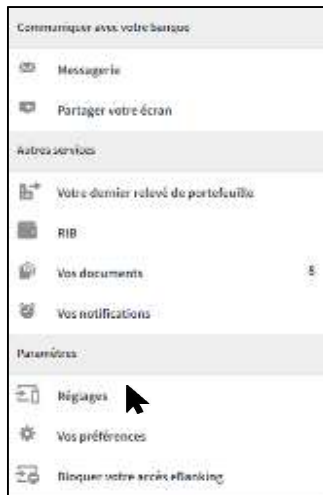 Communiquer avec votre banque
Messagerie
Partager votre écran
Autres services
Votre dernier relevé de portefeuille
RIB
Vos documents 5
Vos notifications
Paramètres
Réglages
Vos préférences
Bloquer votre accès eBanking